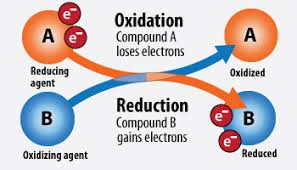 e-
e-
A
Reducing
agent
Oxidation
Compound A
loses electrons
A
Oxidized
B
Oxidizing agent
Reduction
Compound B
gains electrons
B
e-
e-
Reduced